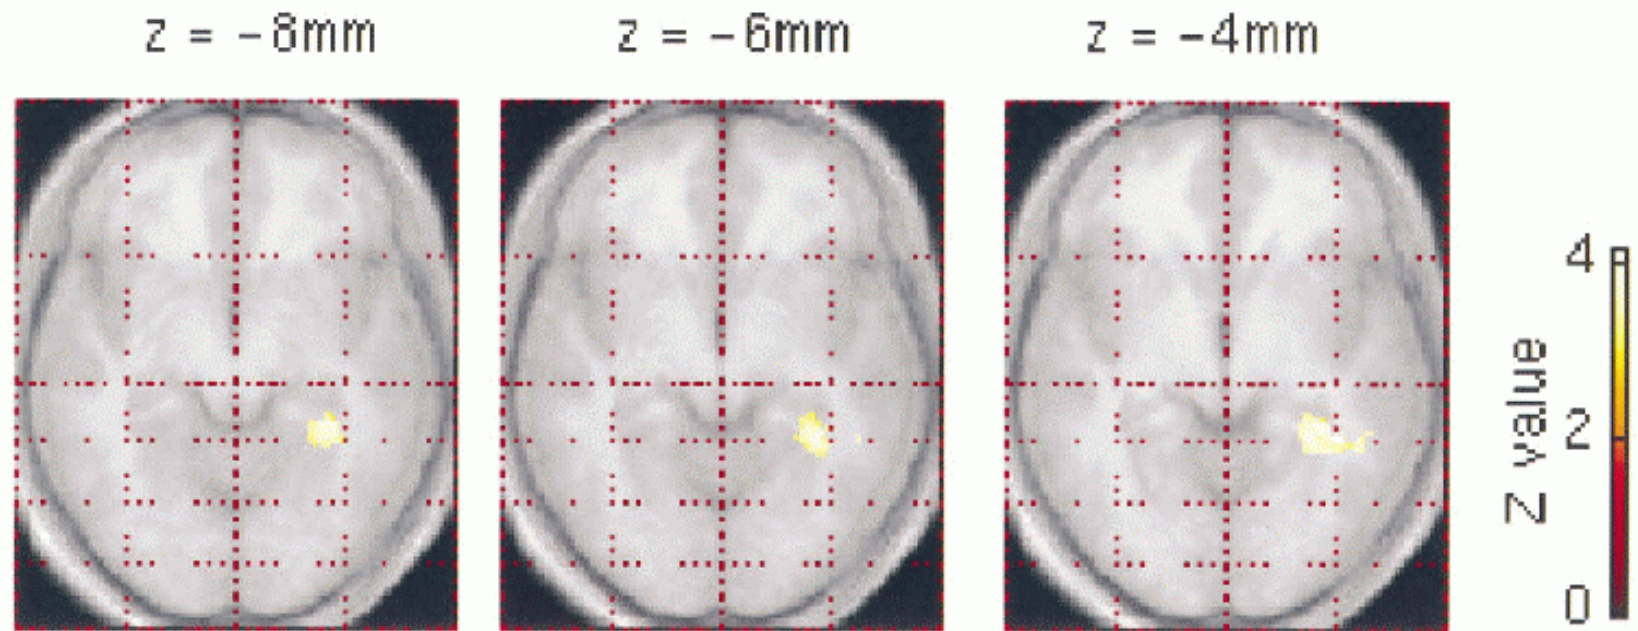 z = -8mm
z = -6mm
z = -4mm
4
2
0
Z value